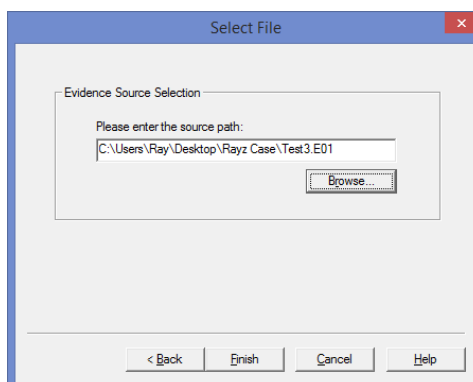 Select File
x
Evidence Source Selection
Please enter the source path:
C:\Users\Ray\Desktop\Rayz Case\Test3.E01
Browse...
< Back Finish Cancel Help